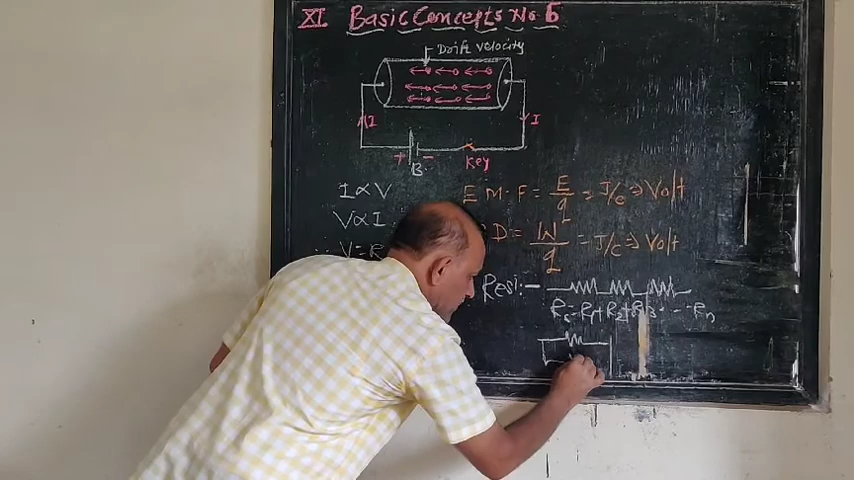 XI. Basic Concepts No 6
Drift velocity
I
I
+ B -
Key
I ∝ V
V ∝ I
E M.F = E/q = J/c ⇒ Volt
D = W/q = J/c ⇒ Volt
∴ V = R
Resi:-
Rs = R1 + R2 + R3 ---- Rn